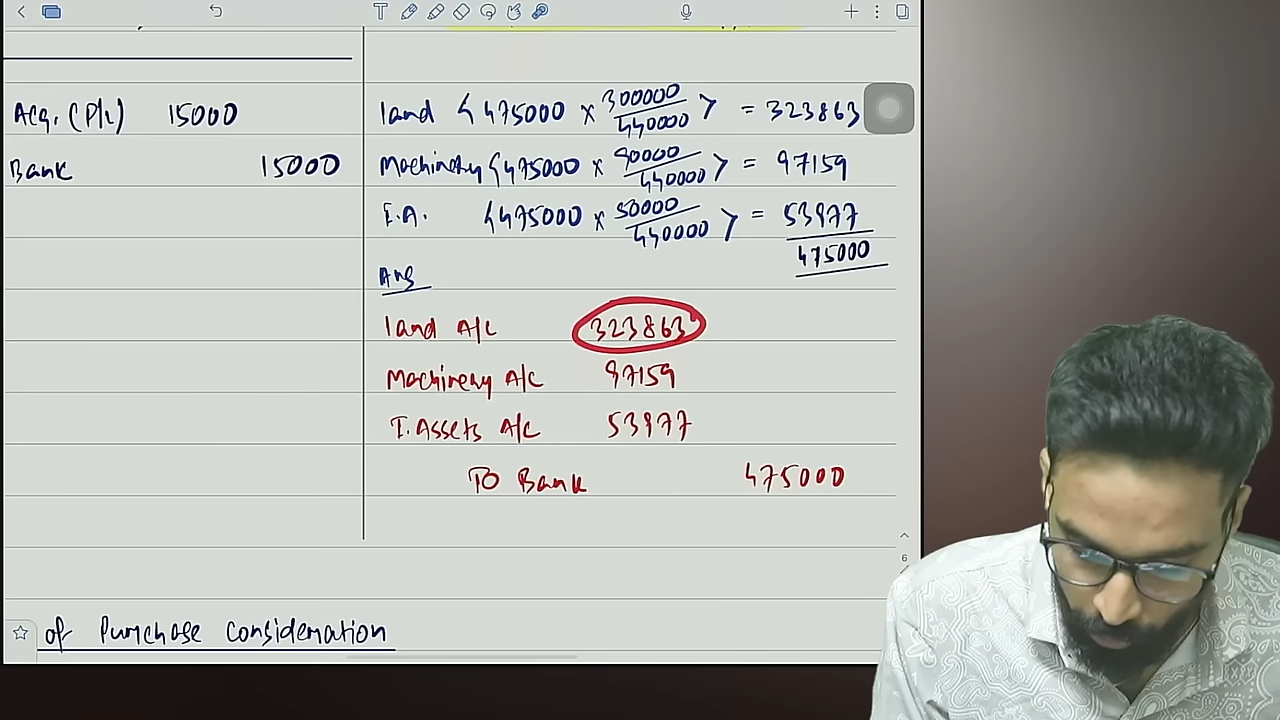 Acq. (P/L) 15000
Bank 15000
land { 475000 × 300000/440000 } = 323863
Machinery { 475000 × 90000/440000 } = 97159
I.A. { 475000 × 50000/440000 } = 53977
475000
Ans
land A/c 323863
Machinery A/c 97159
I. Assets A/c 53977
To Bank 475000
6
of Purchase Consideration